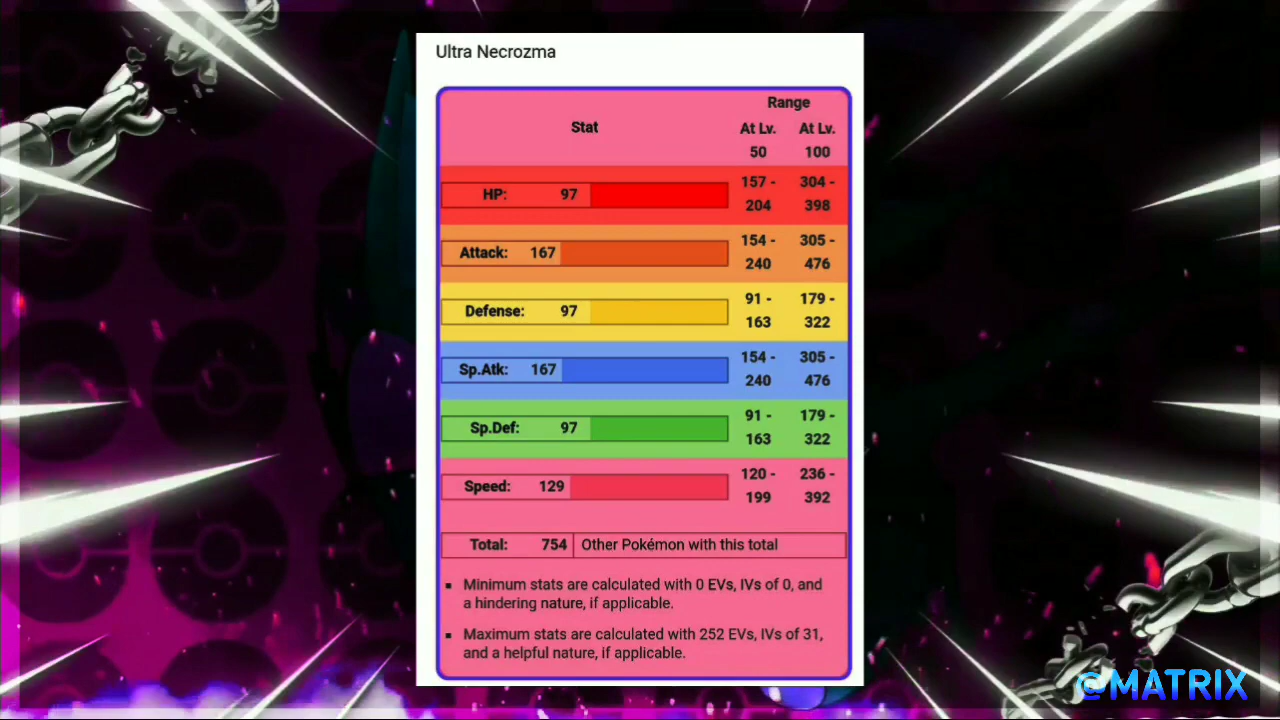 Ultra Necrozma
Range
Stat
At Lv. At Lv.
50 100
HP: 97 157 - 304 -
204 398
Attack: 167 154 - 305 -
240 476
Defense: 97 91 - 179 -
163 322
Sp.Atk: 167 154 - 305 -
240 476
Sp.Def: 97 91 - 179 -
163 322
Speed: 129 120 - 236 -
199 392
Total: 754 Other Pokémon with this total
▪ Minimum stats are calculated with 0 EVs, IVs of 0, and
a hindering nature, if applicable.
▪ Maximum stats are calculated with 252 EVs, IVs of 31,
and a helpful nature, if applicable.
@MATRIX